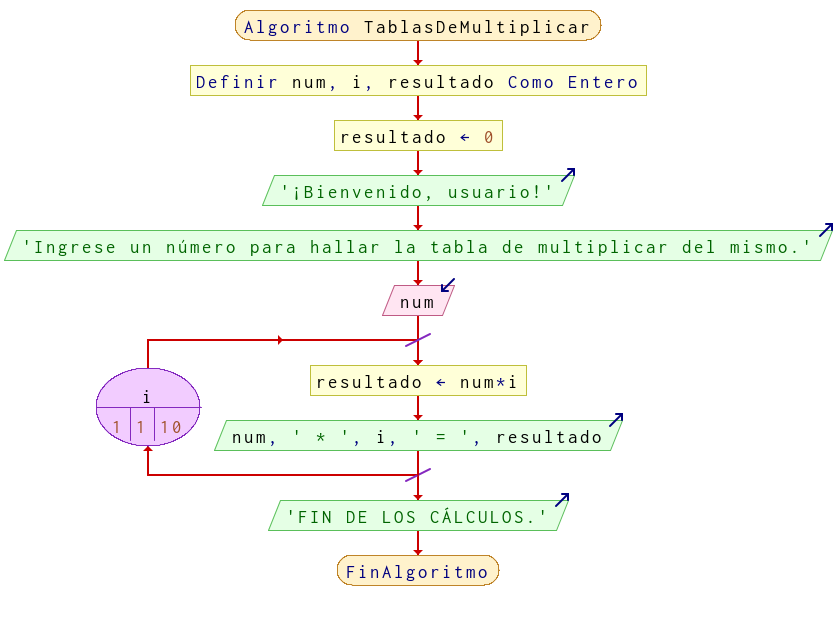 Algoritmo TablasDeMultiplicar
Definir num, i, resultado Como Entero
resultado ← 0
'¡Bienvenido, usuario!'
'Ingrese un número para hallar la tabla de multiplicar del mismo.'
num
i
1 1 10
resultado ← num*i
num, ' * ', i, ' = ', resultado
'FIN DE LOS CÁLCULOS.'
FinAlgoritmo